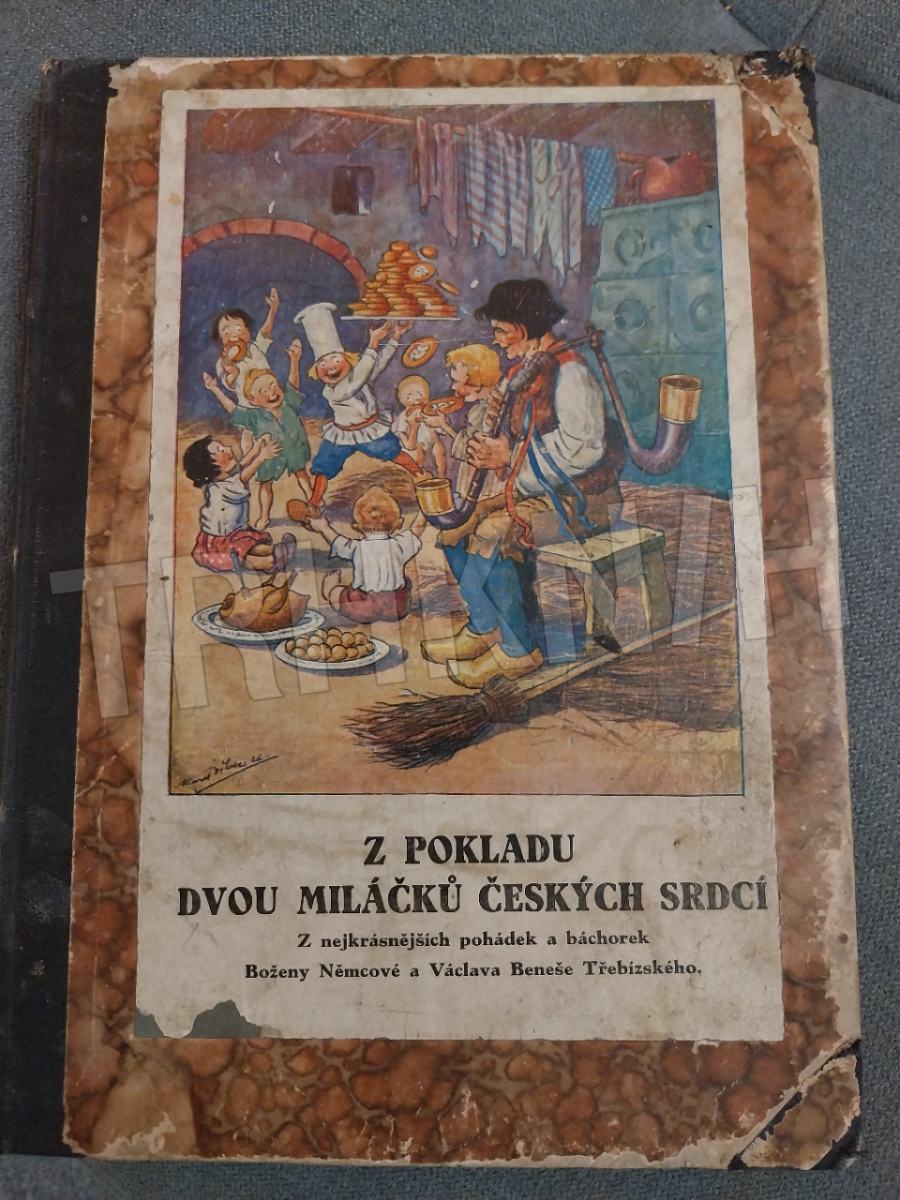 Z POKLADU
DVOU MILÁČKŮ ČESKÝCH SRDCÍ
Z nejkrásnějších pohádek a báchorek
Boženy Němcové a Václava Beneše Třebízského.